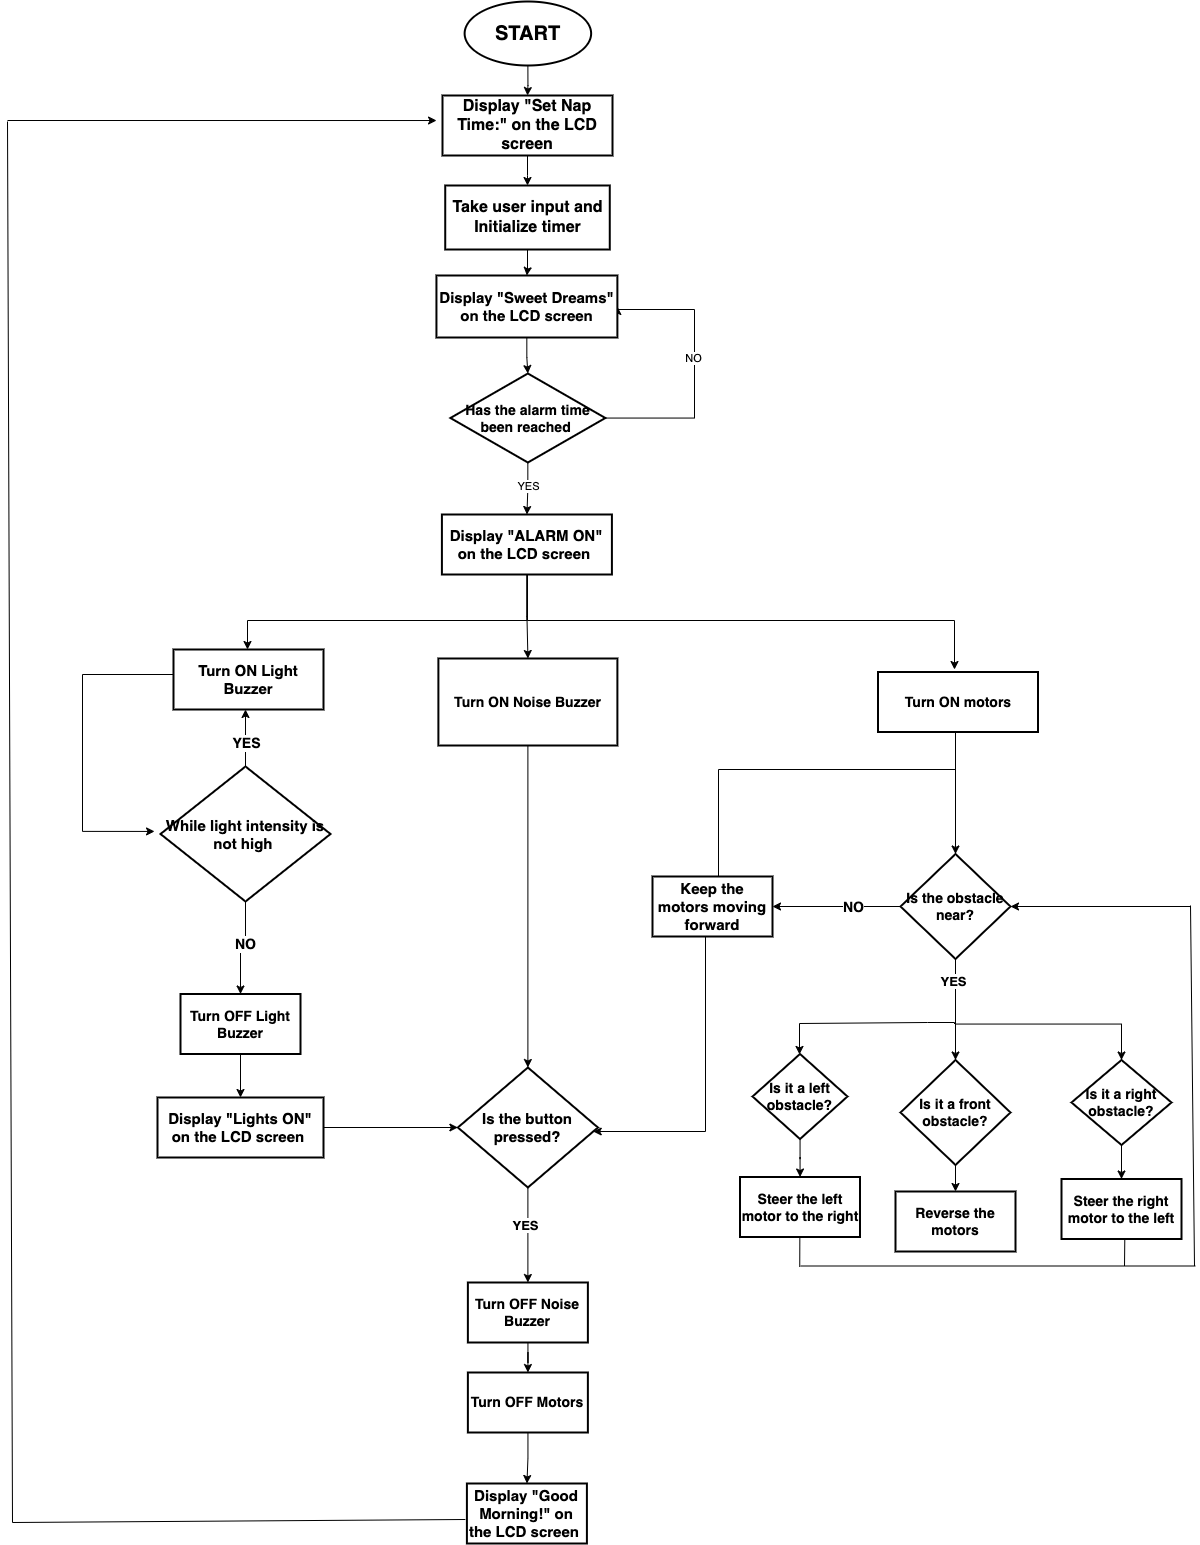 START
Display "Set Nap
Time:" on the LCD
screen
Take user input and
Initialize timer
Display "Sweet Dreams"
on the LCD screen
NO
Has the alarm time
been reached
YES
Display "ALARM ON"
on the LCD screen
Turn ON Light
Buzzer
Turn ON Noise Buzzer
Turn ON motors
YES
While light intensity is
not high
NO
Turn OFF Light
Buzzer
Display "Lights ON"
on the LCD screen
Keep the
motors moving
forward
NO
Is the obstacle
near?
YES
Is it a left
obstacle?
Is it a front
obstacle?
Is it a right
obstacle?
Steer the left
motor to the right
Reverse the
motors
Steer the right
motor to the left
Is the button
pressed?
YES
Turn OFF Noise
Buzzer
Turn OFF Motors
Display "Good
Morning!" on
the LCD screen